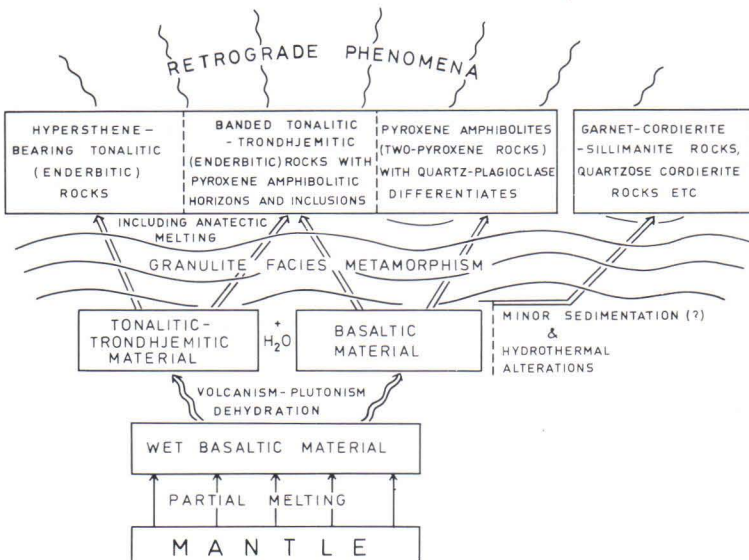 RETROGRADE PHENOMENA
HYPERSTHENE-
BEARING TONALITIC
(ENDERBITIC)
ROCKS
BANDED TONALITIC
-TRONDHJEMITIC
(ENDERBITIC) ROCKS WITH
PYROXENE AMPHIBOLITIC
HORIZONS AND INCLUSIONS
PYROXENE AMPHIBOLITES
(TWO-PYROXENE ROCKS)
WITH QUARTZ-PLAGIOCLASE
DIFFERENTIATES
GARNET-CORDIERITE
-SILLIMANITE ROCKS,
QUARTZOSE CORDIERITE
ROCKS ETC
INCLUDING ANATECTIC
MELTING
GRANULITE FACIES METAMORPHISM
TONALITIC-
TRONDHJEMITIC
MATERIAL
+
H2O
BASALTIC
MATERIAL
MINOR SEDIMENTATION (?)
&
HYDROTHERMAL
ALTERATIONS
VOLCANISM-PLUTONISM
DEHYDRATION
WET BASALTIC MATERIAL
PARTIAL MELTING
MANTLE